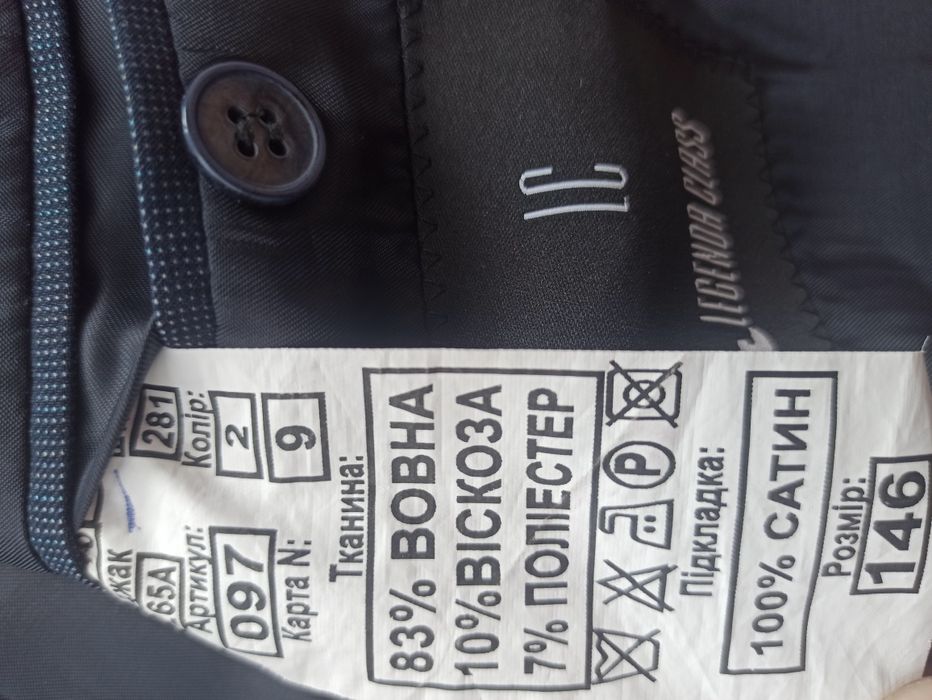 LC
LEGENDA CLASS
281
65А
Артикул:
Колір:
097
2
Карта N:
9
Тканина:
83% ВОВНА
10%ВІСКОЗА
7% ПОЛІЕСТЕР
P
Підкладка:
100% САТИН
Розмір:
146